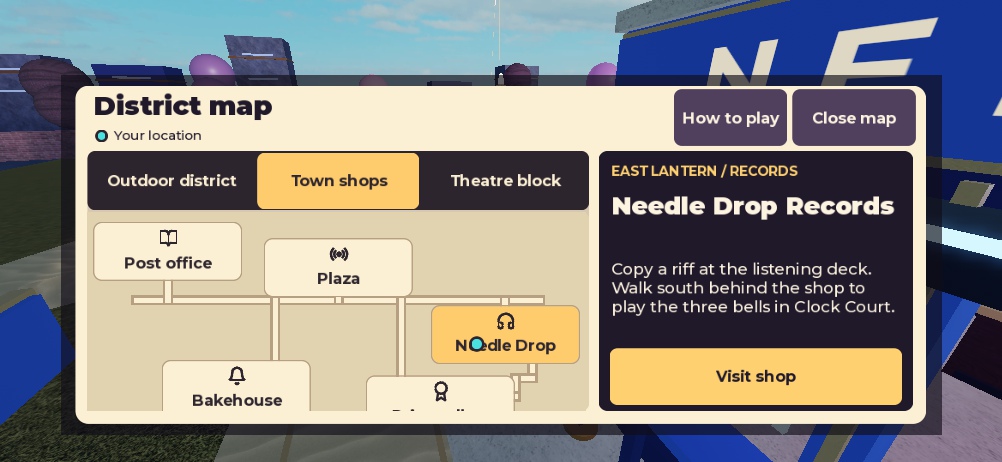 District map
Your location
How to play
Close map
Outdoor district
Town shops
Theatre block
Post office
Plaza
Needle Drop
Bakehouse
EAST LANTERN / RECORDS
Needle Drop Records
Copy a riff at the listening deck.
Walk south behind the shop to
play the three bells in Clock Court.
Visit shop